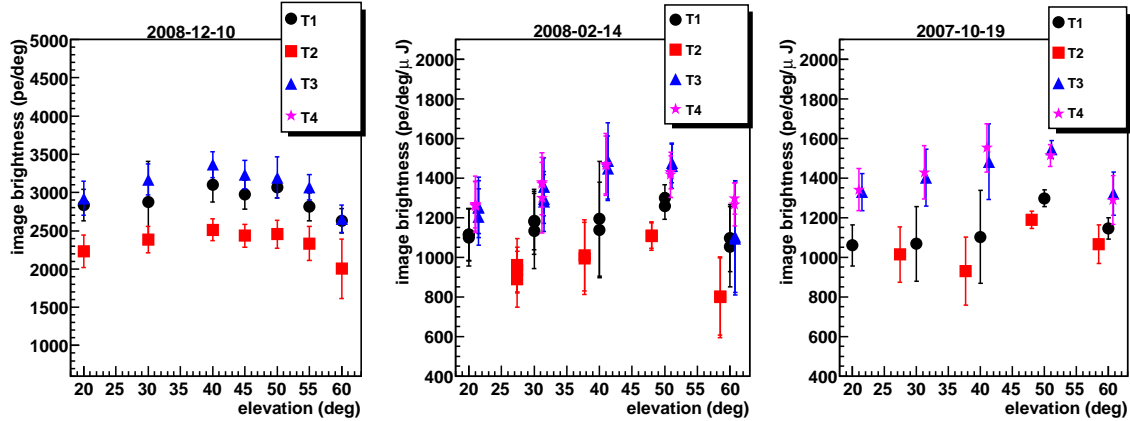 2008-12-10
image brightness (pe/deg)
5000
4500
4000
3500
3000
2500
2000
1500
1000
20 25 30 35 40 45 50 55 60
elevation (deg)
T1
T2
T3
T4
2008-02-14
image brightness (pe/deg/μ J)
2000
1800
1600
1400
1200
1000
800
600
400
20 25 30 35 40 45 50 55 60
elevation (deg)
T1
T2
T3
T4
2007-10-19
image brightness (pe/deg/μ J)
2000
1800
1600
1400
1200
1000
800
600
400
20 25 30 35 40 45 50 55 60
elevation (deg)
T1
T2
T3
T4